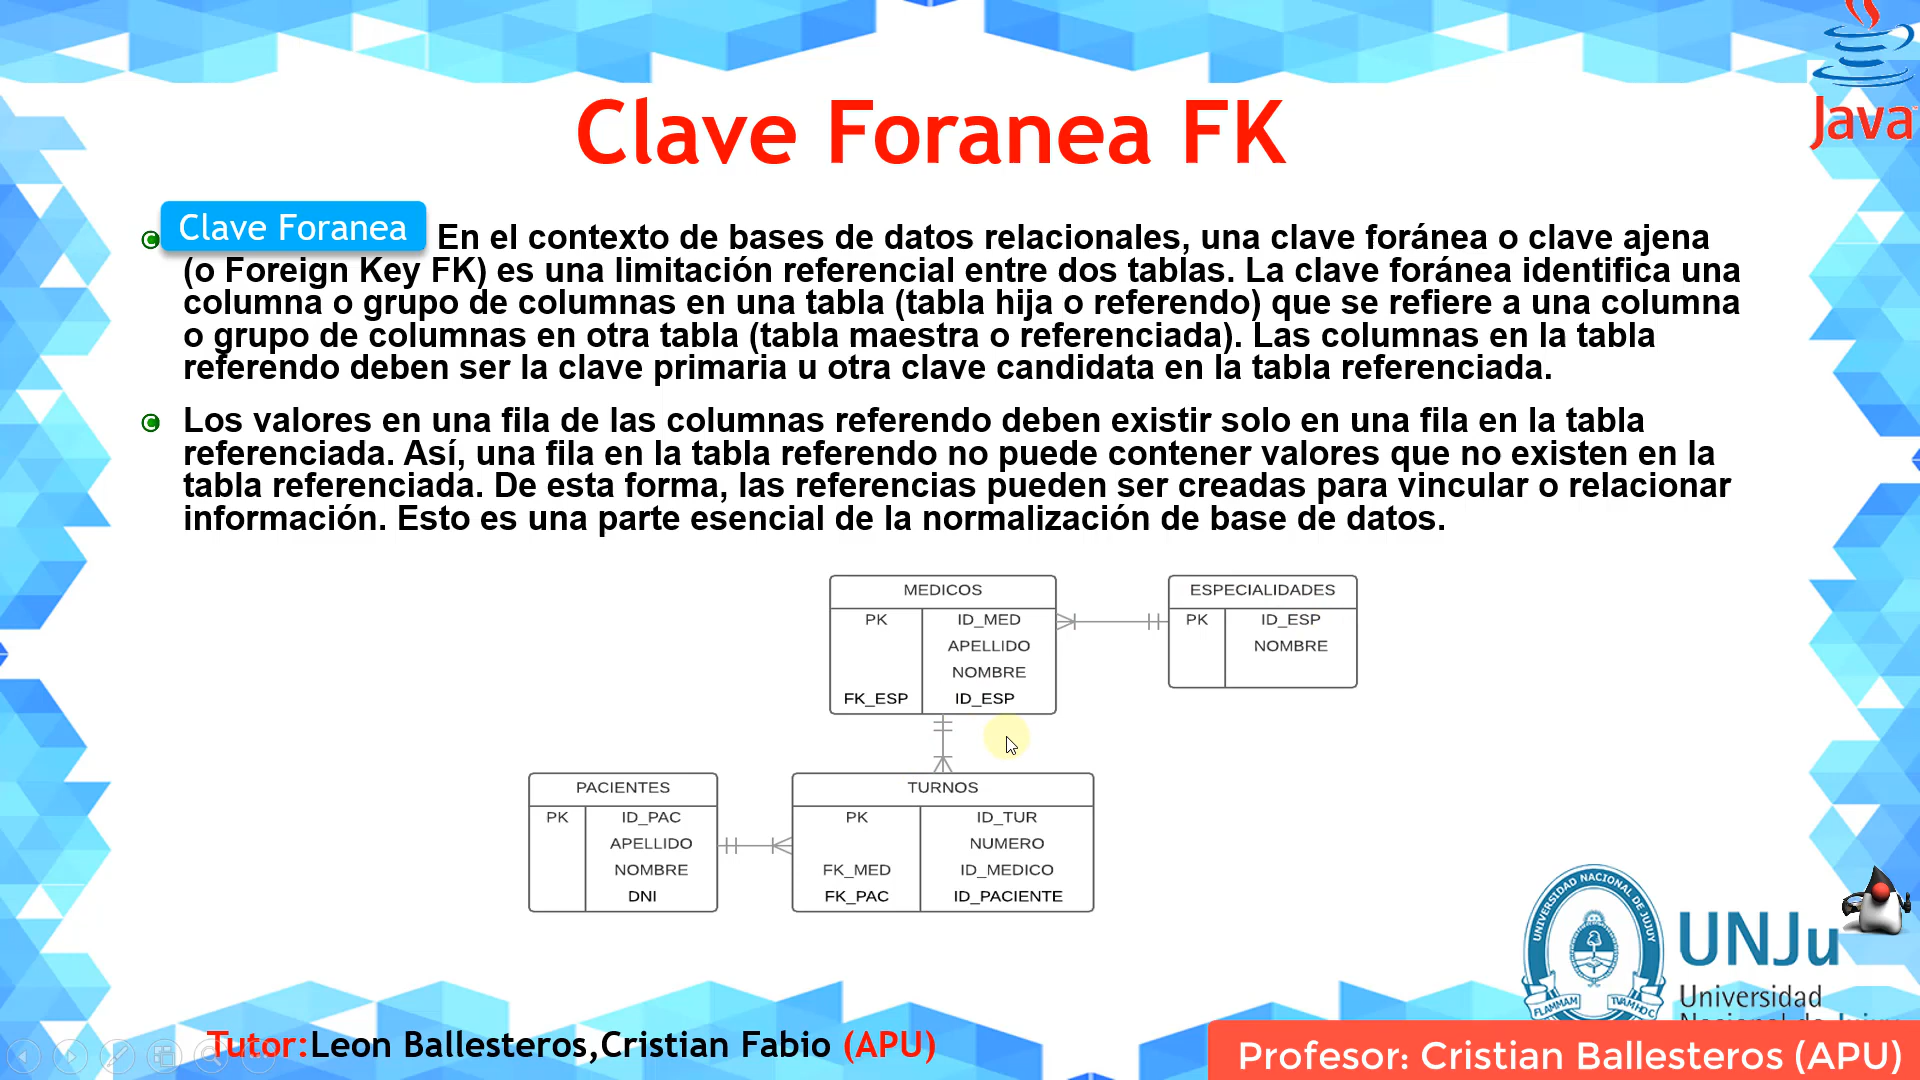 Java
Clave Foranea FK
Clave Foranea
En el contexto de bases de datos relacionales, una clave foránea o clave ajena
(o Foreign Key FK) es una limitación referencial entre dos tablas. La clave foránea identifica una
columna o grupo de columnas en una tabla (tabla hija o referendo) que se refiere a una columna
o grupo de columnas en otra tabla (tabla maestra o referenciada). Las columnas en la tabla
referendo deben ser la clave primaria u otra clave candidata en la tabla referenciada.
Los valores en una fila de las columnas referendo deben existir solo en una fila en la tabla
referenciada. Así, una fila en la tabla referendo no puede contener valores que no existen en la
tabla referenciada. De esta forma, las referencias pueden ser creadas para vincular o relacionar
información. Esto es una parte esencial de la normalización de base de datos.
MEDICOS
PK ID_MED
APELLIDO
NOMBRE
FK_ESP ID_ESP
ESPECIALIDADES
PK ID_ESP
NOMBRE
PACIENTES
PK ID_PAC
APELLIDO
NOMBRE
DNI
TURNOS
PK ID_TUR
NUMERO
FK_MED ID_MEDICO
FK_PAC ID_PACIENTE
UNIVERSIDAD NACIONAL DE JUJUY
FLAMMAM TVAM HOC
UNJu
Universidad
Tutor:Leon Ballesteros,Cristian Fabio (APU)
Profesor: Cristian Ballesteros (APU)